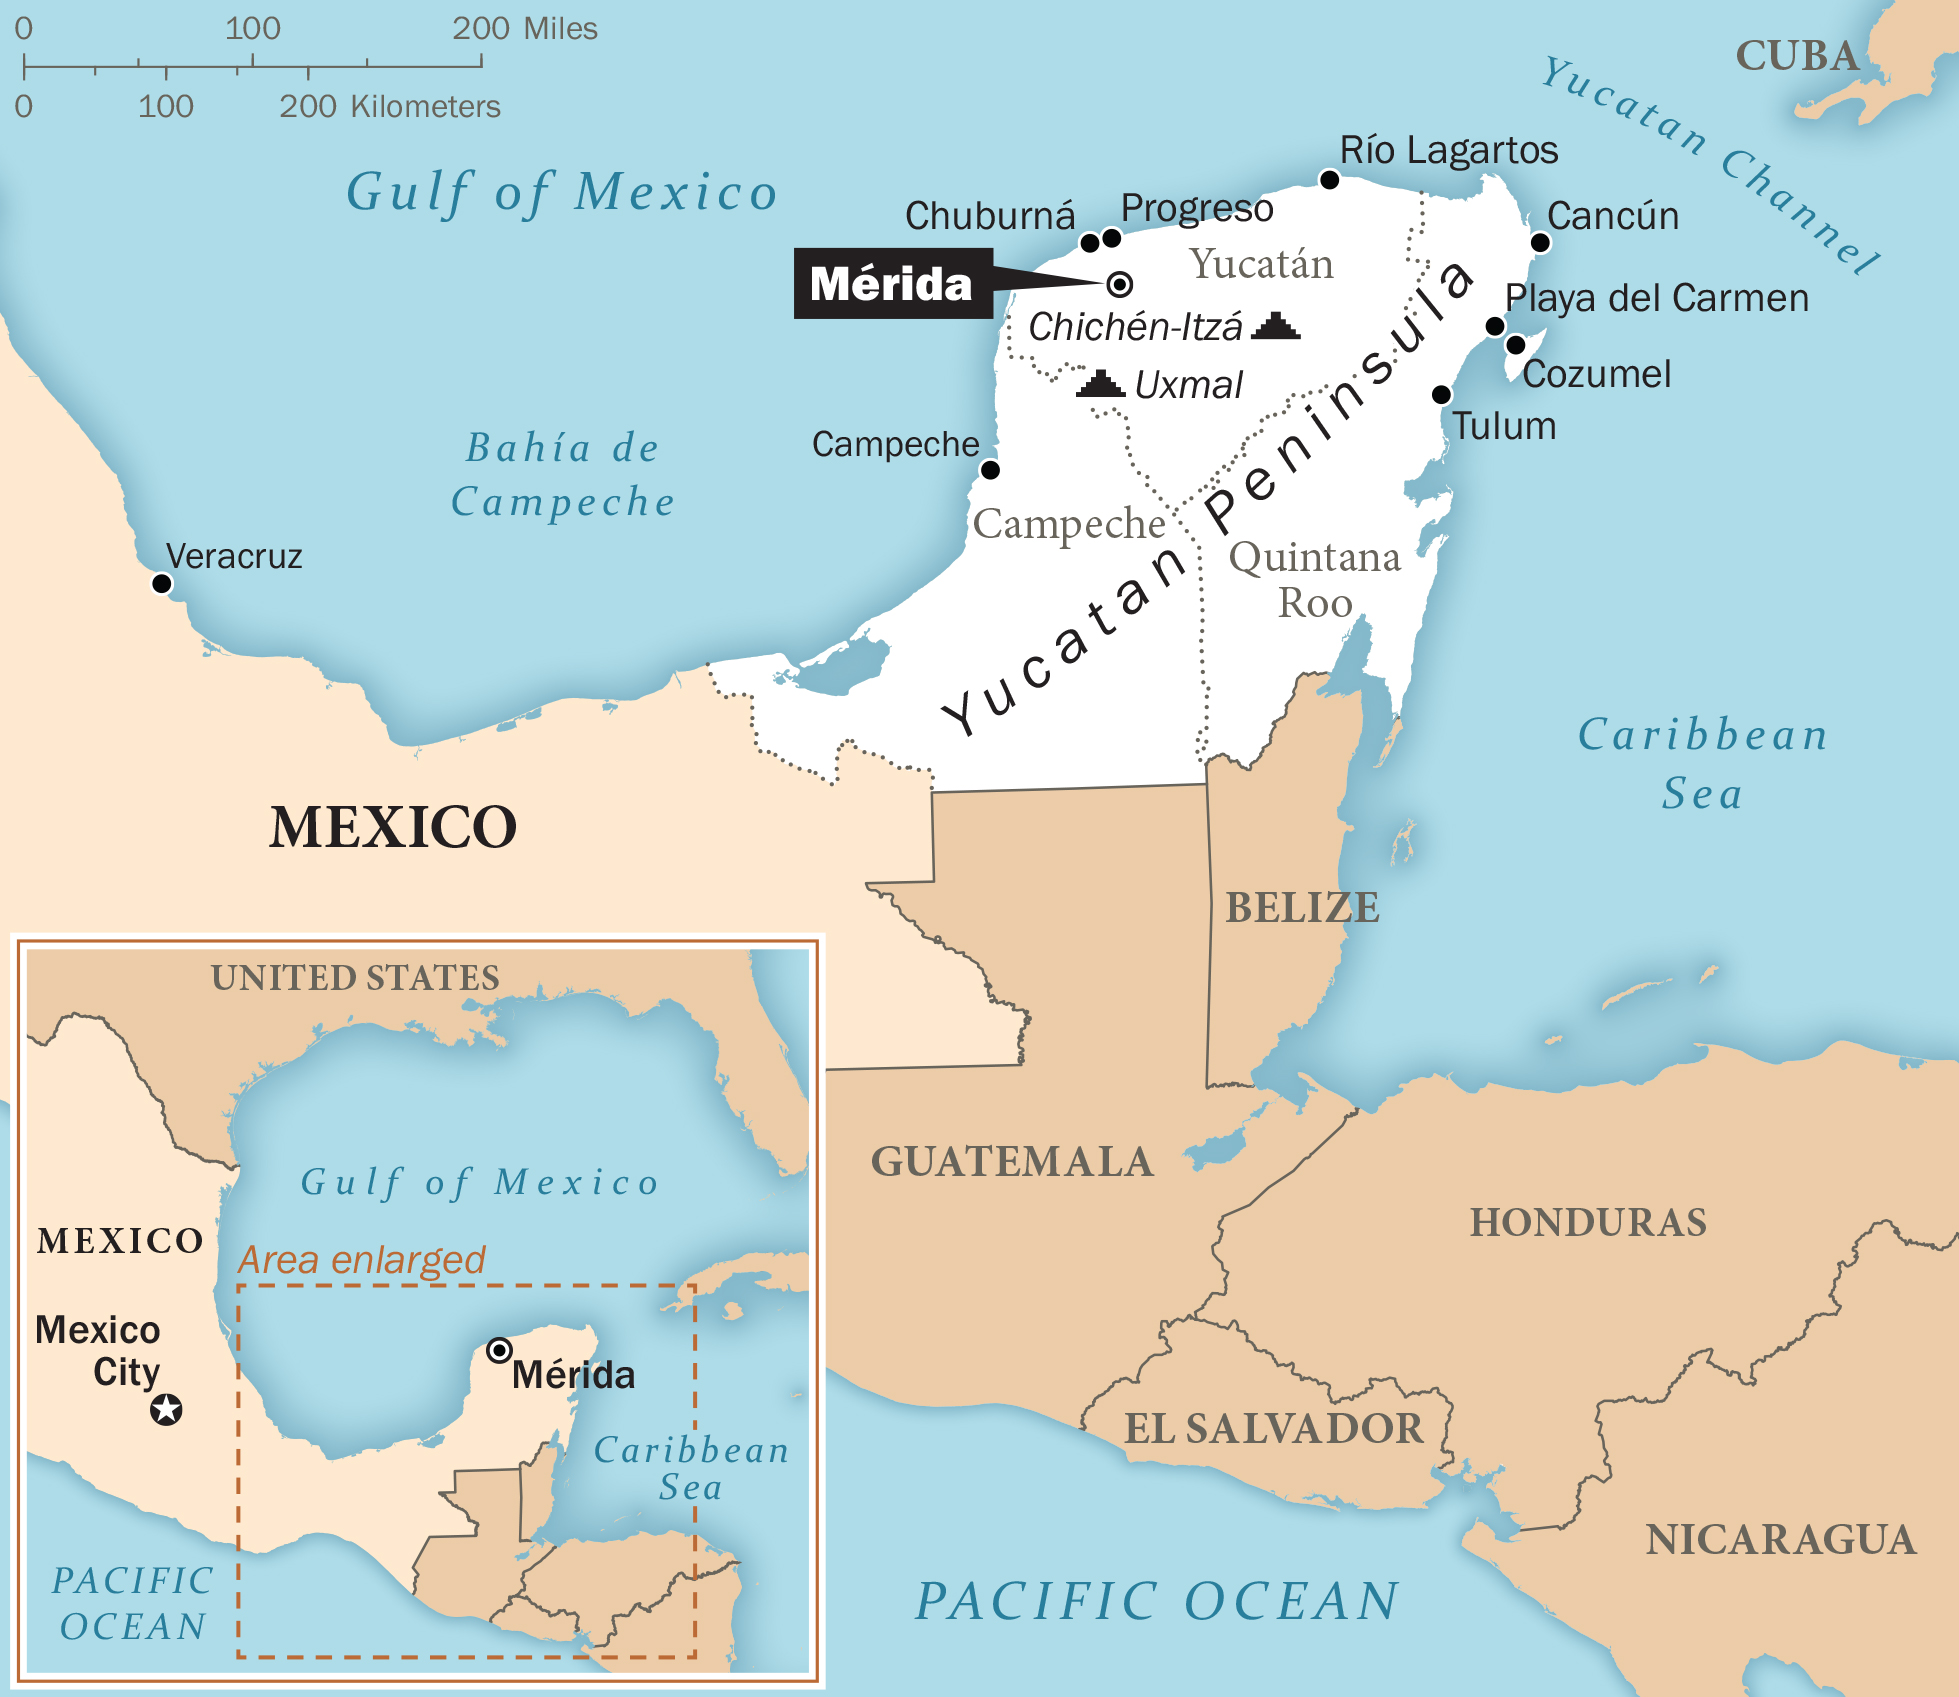 0 100 200 Miles
0 100 200 Kilometers
CUBA
Yucatan Channel
Gulf of Mexico
Río Lagartos
Chuburná
Progreso
Cancún
Mérida
Yucatán
Playa del Carmen
Chichén-Itzá
Cozumel
Uxmal
Tulum
Yucatan Peninsula
Bahía de
Campeche
Campeche
Campeche
Quintana
Roo
Veracruz
Caribbean
Sea
MEXICO
BELIZE
GUATEMALA
HONDURAS
EL SALVADOR
NICARAGUA
PACIFIC OCEAN
UNITED STATES
Gulf of Mexico
MEXICO
Area enlarged
Mexico
City
Mérida
Caribbean
Sea
PACIFIC
OCEAN